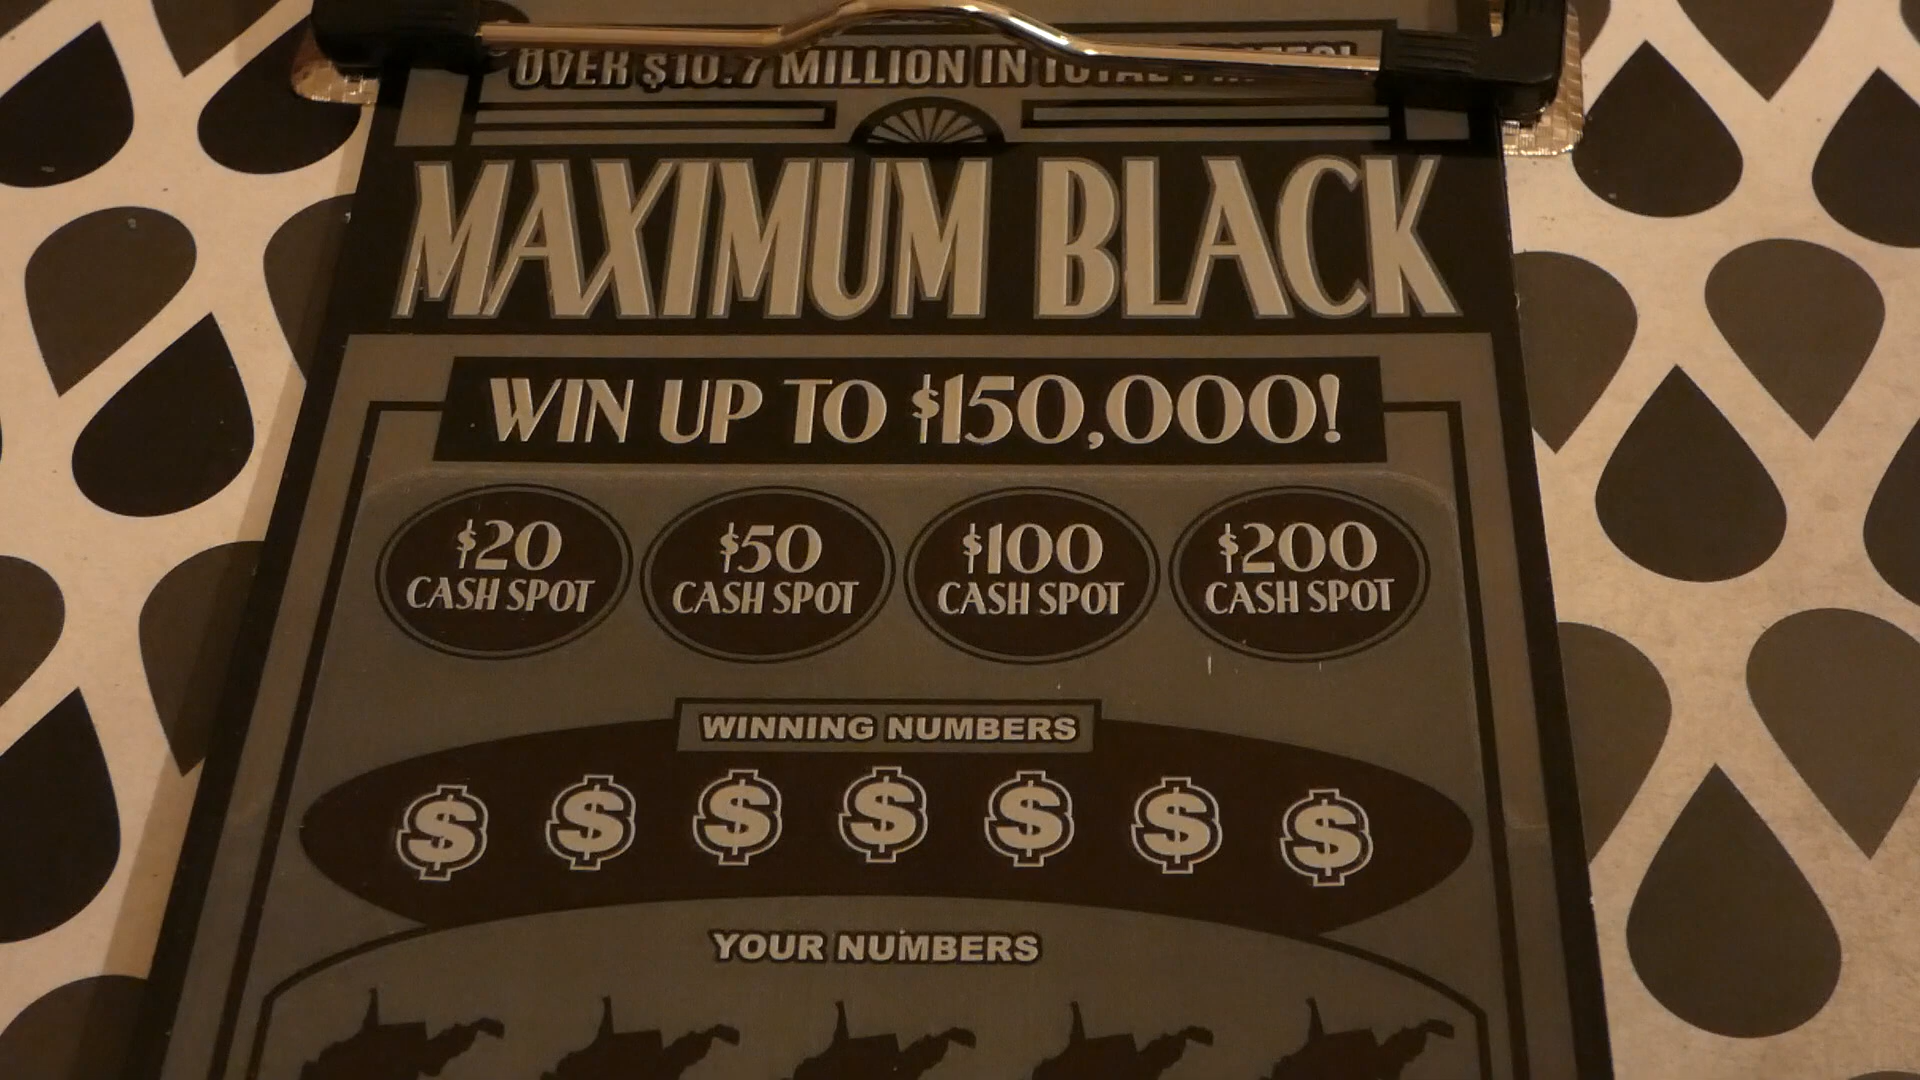 OVER $10.7 MILLION IN TOTAL
MAXIMUM BLACK
WIN UP TO $150,000!
$20 CASH SPOT
$50 CASH SPOT
$100 CASH SPOT
$200 CASH SPOT
WINNING NUMBERS
$ $ $ $ $ $ $
YOUR NUMBERS